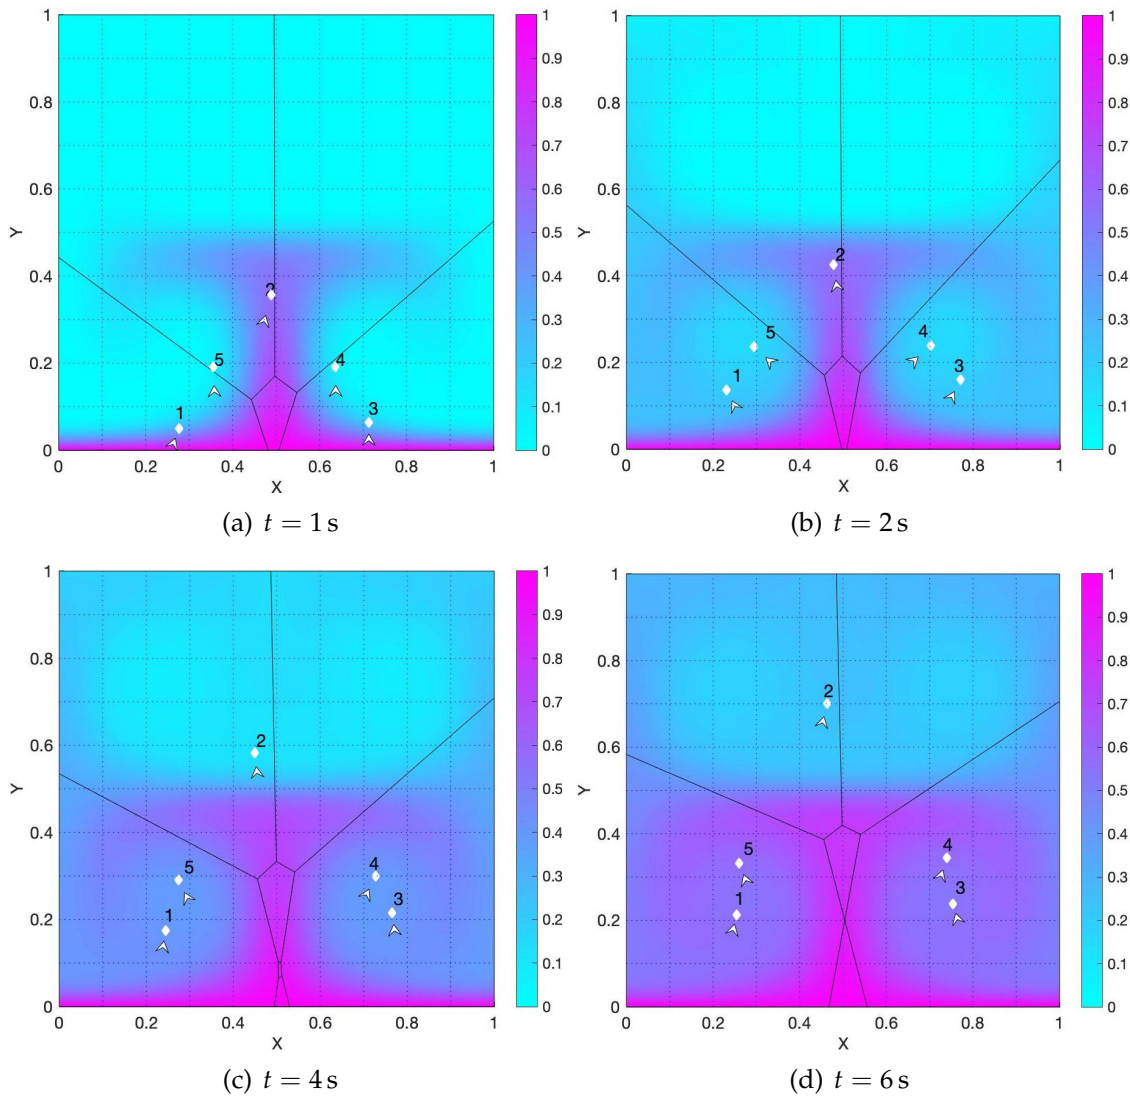 1 1
1 1
0.9 0.9
0.8 0.8 0.8 0.8
0.7 0.7
0.6 0.6 0.6 0.6
Y 0.5 Y 0.5
0.4 0.4 2 0.4 0.4
2 4
5 0.3 5 0.3
0.2 5 4 0.2 3 0.2
1 3 0.2 1 0.2
0.1 0.1
0 0 0 0
0 0.2 0.4 0.6 0.8 1 0 0.2 0.4 0.6 0.8 1
X X
(a) t = 1 s (b) t = 2 s
1 1 1 1
0.9 0.9
0.8 0.8 0.8 0.8
0.7 2 0.7
2
0.6 0.6 0.6 0.6
Y 0.5 Y 0.5
0.4 0.4 0.4 0.4
5 4 5 4
0.3 0.3
1 3 1 3
0.2 0.2 0.2 0.2
0.1 0.1
0 0 0 0
0 0.2 0.4 0.6 0.8 1 0 0.2 0.4 0.6 0.8 1
X X
(c) t = 4 s (d) t = 6 s